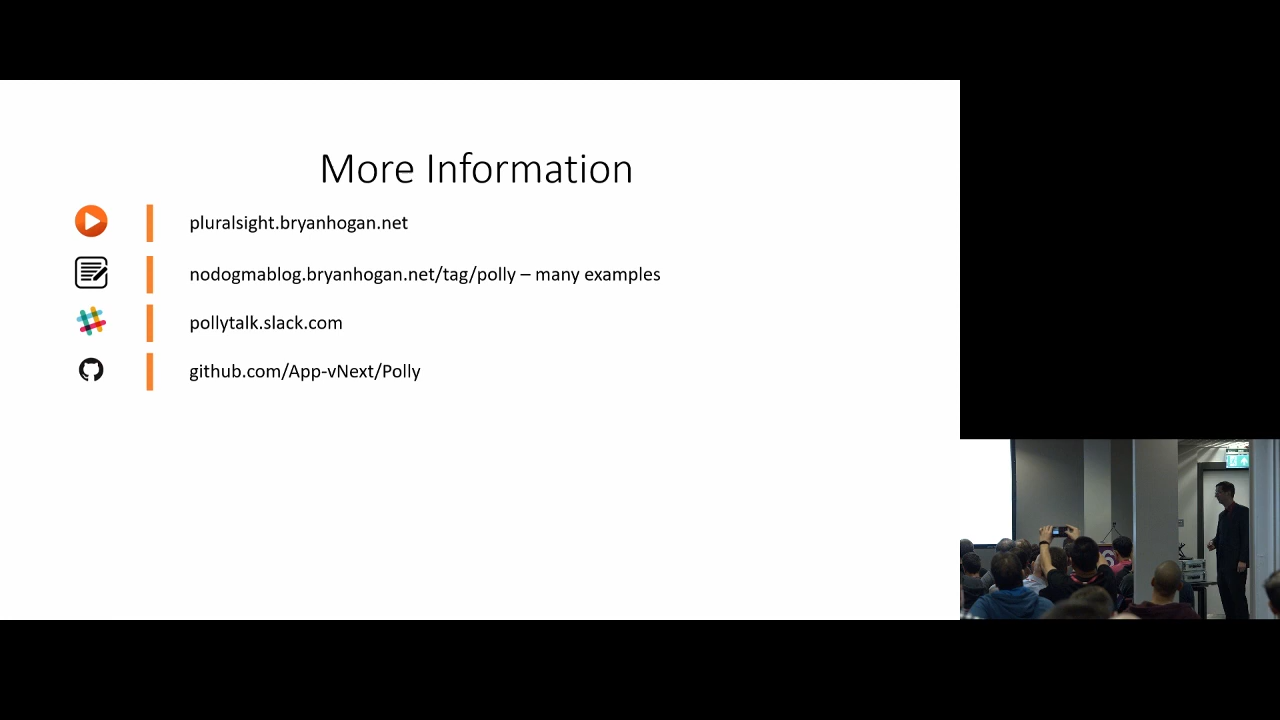 More Information
pluralsight.bryanhogan.net
nodogmablog.bryanhogan.net/tag/polly – many examples
pollytalk.slack.com
github.com/App-vNext/Polly